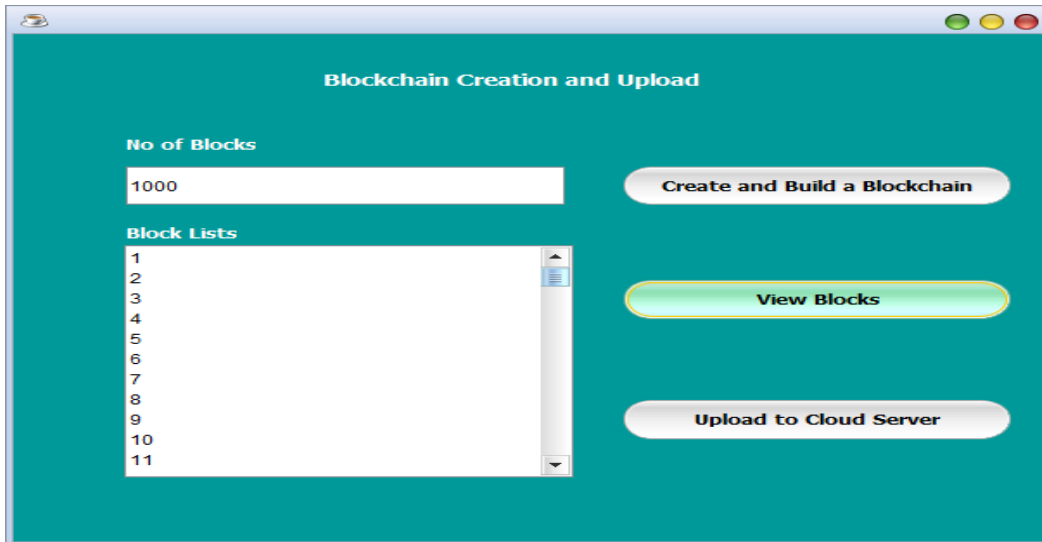 Blockchain Creation and Upload
No of Blocks
1000
Create and Build a Blockchain
Block Lists
1
2
3
4
5
6
7
8
9
10
11
View Blocks
Upload to Cloud Server